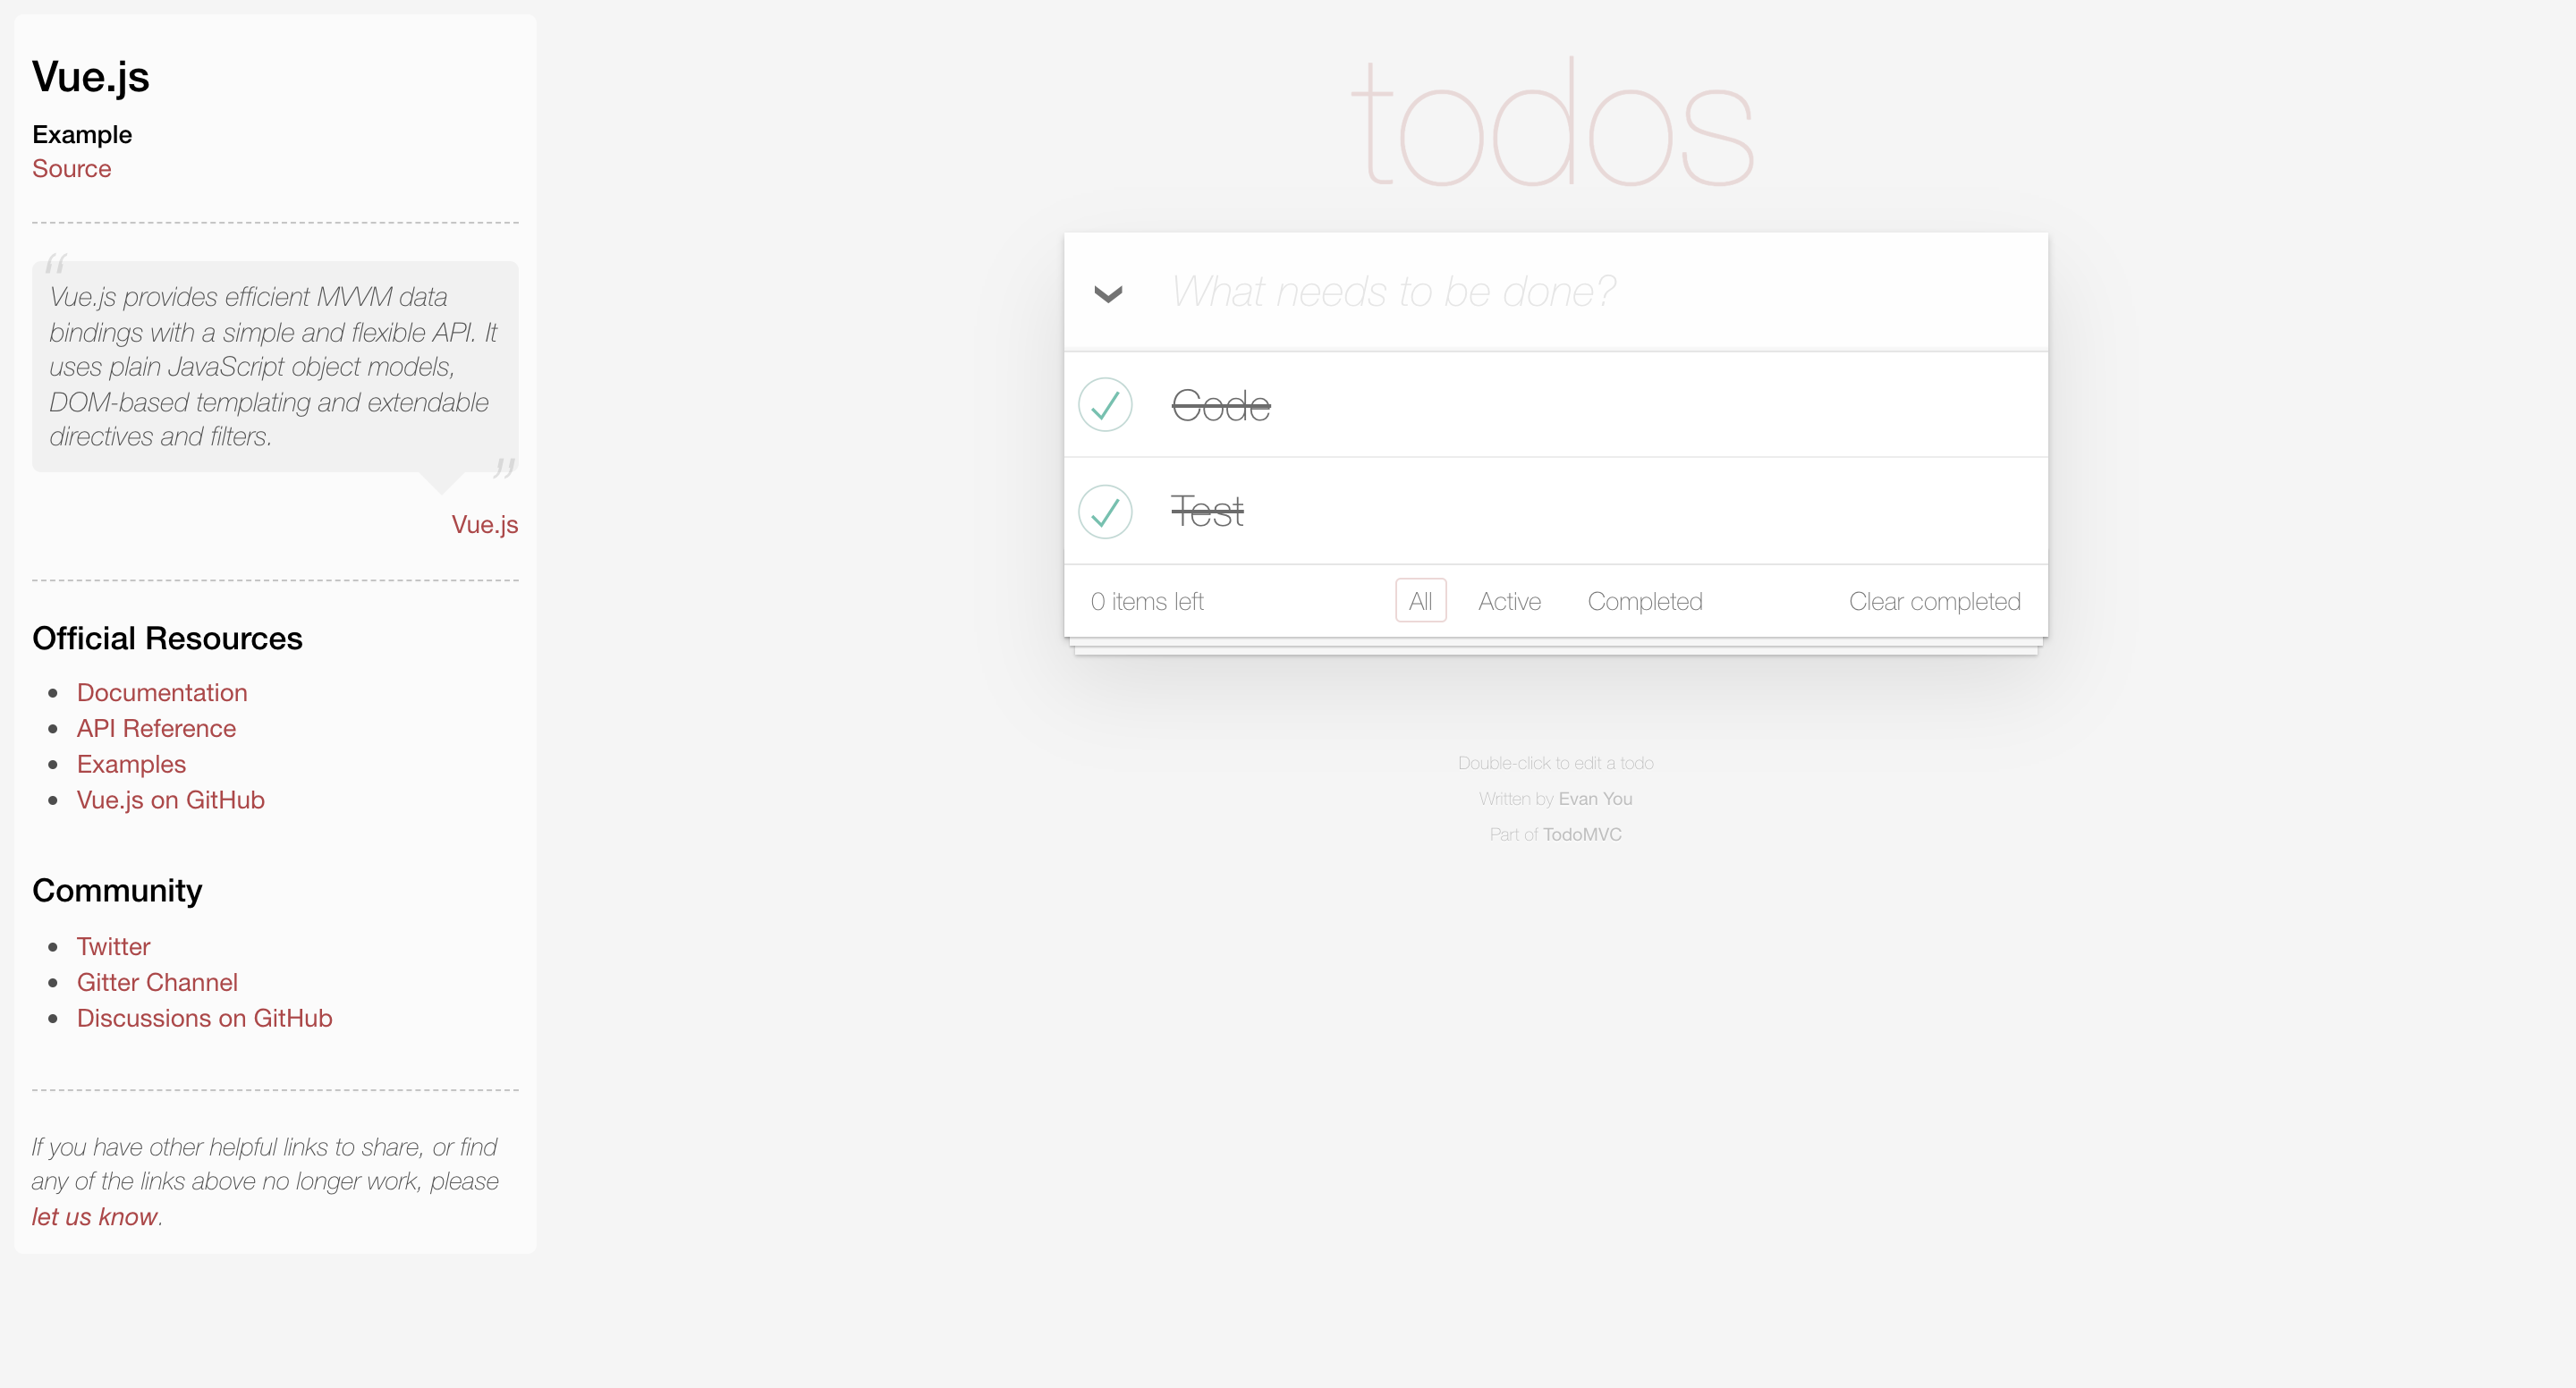 Vue.js
Example
Source
“
Vue.js provides efficient MVVM data
bindings with a simple and flexible API. It
uses plain JavaScript object models,
DOM-based templating and extendable
directives and filters.
”
Vue.js
Official Resources
Documentation
API Reference
Examples
Vue.js on GitHub
Community
Twitter
Gitter Channel
Discussions on GitHub
If you have other helpful links to share, or find
any of the links above no longer work, please
let us know.
todos
What needs to be done?
Code
Test
0 items left All Active Completed Clear completed
Double-click to edit a todo
Written by Evan You
Part of TodoMVC